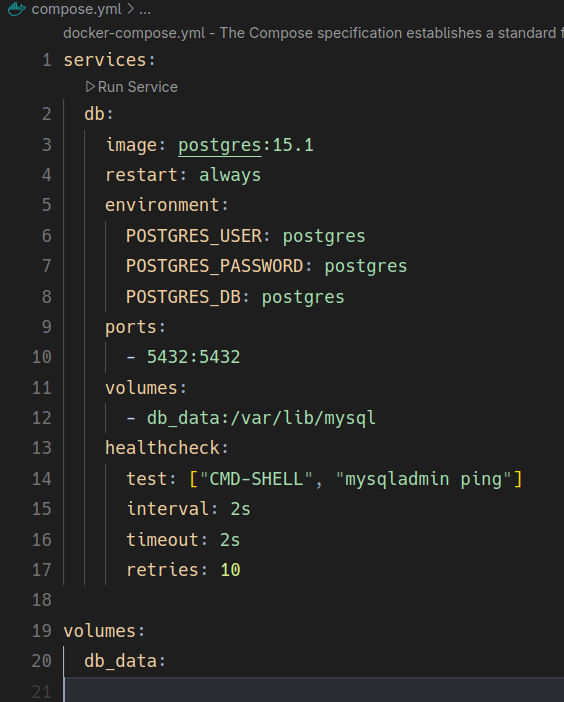 compose.yml > ...
docker-compose.yml - The Compose specification establishes a standard f
1 services:
Run Service
2 db:
3 image: postgres:15.1
4 restart: always
5 environment:
6 POSTGRES_USER: postgres
7 POSTGRES_PASSWORD: postgres
8 POSTGRES_DB: postgres
9 ports:
10 - 5432:5432
11 volumes:
12 - db_data:/var/lib/mysql
13 healthcheck:
14 test: ["CMD-SHELL", "mysqladmin ping"]
15 interval: 2s
16 timeout: 2s
17 retries: 10
18
19 volumes:
20 db_data:
21